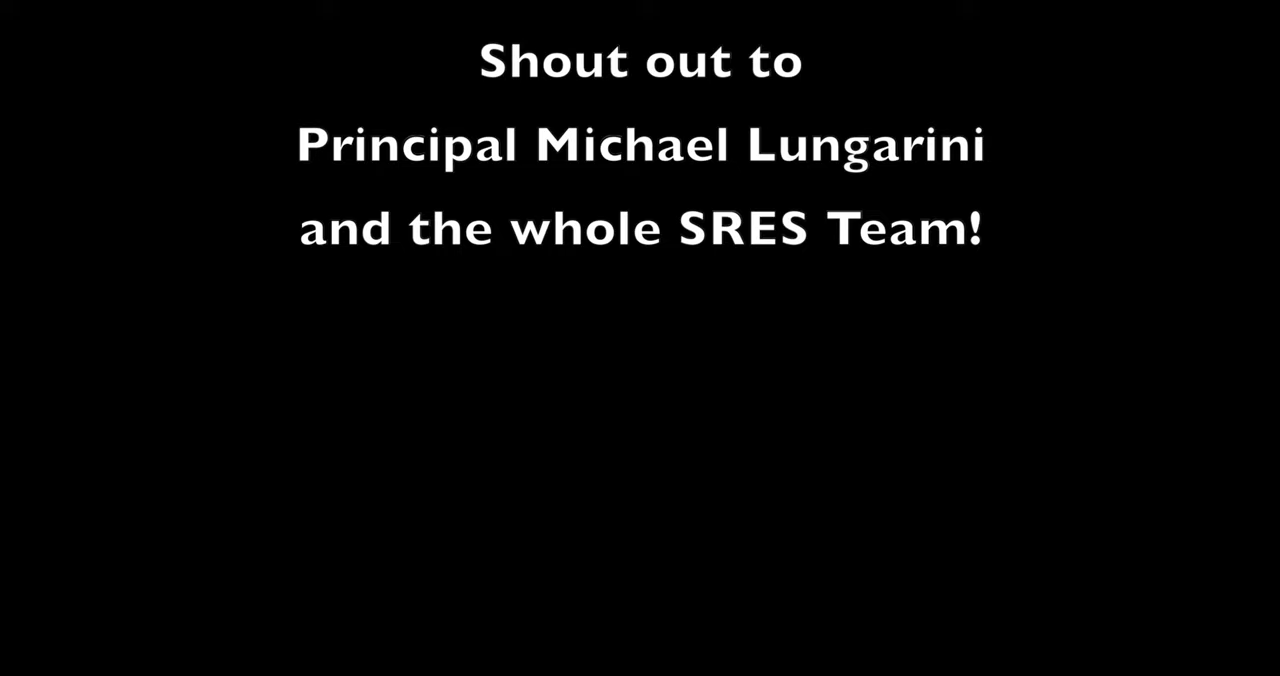 Shout out to
Principal Michael Lungarini
and the whole SRES Team!